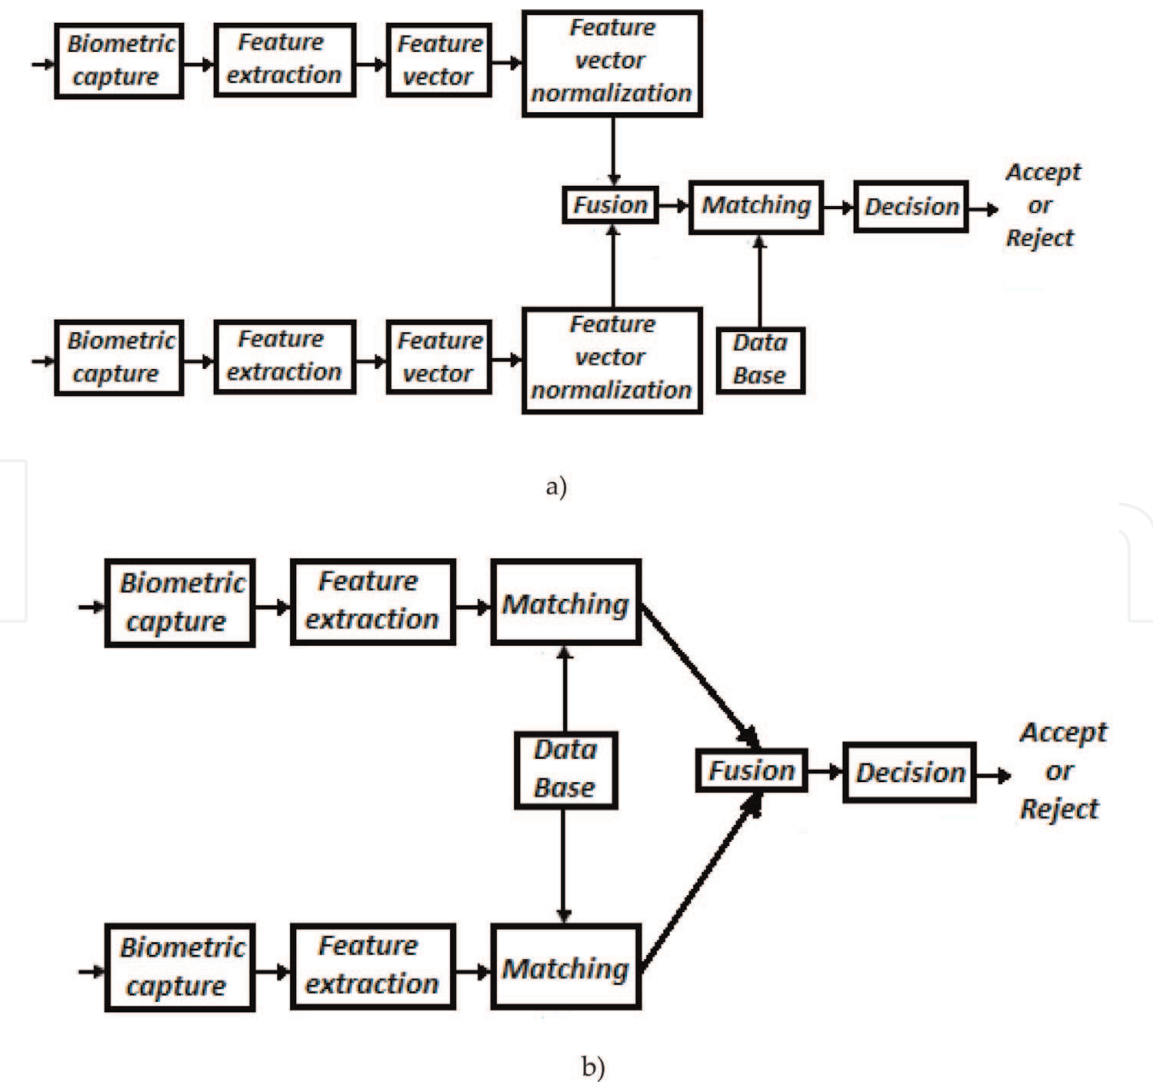 Biometric
capture
Feature
extraction
Feature
vector
Feature
vector
normalization
Fusion
Matching
Decision
Accept
or
Reject
Biometric
capture
Feature
extraction
Feature
vector
Feature
vector
normalization
Data
Base
a)
Biometric
capture
Feature
extraction
Matching
Data
Base
Fusion
Decision
Accept
or
Reject
Biometric
capture
Feature
extraction
Matching
b)